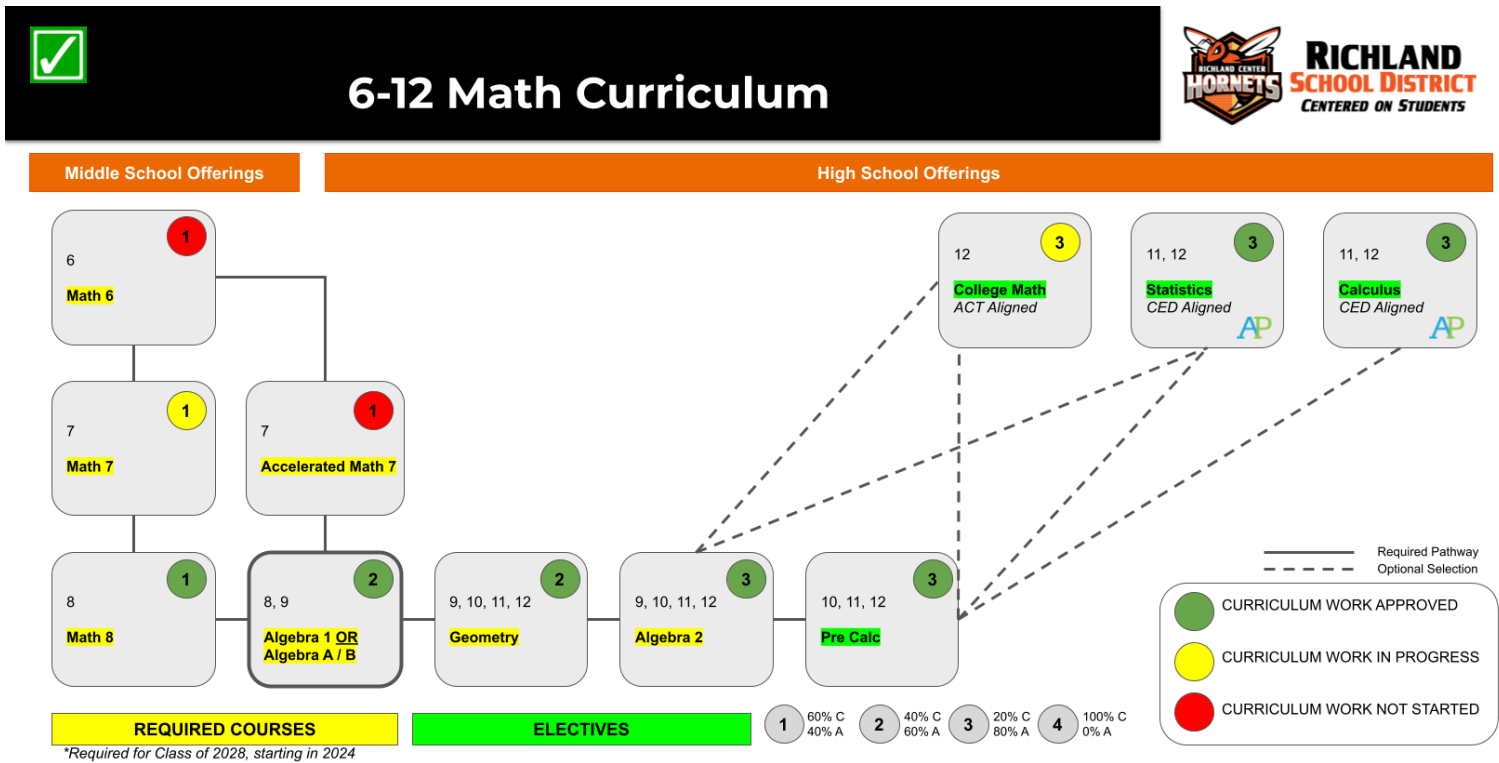 6-12 Math Curriculum
RICHLAND CENTER
HORNETS
RICHLAND
SCHOOL DISTRICT
CENTERED ON STUDENTS
Middle School Offerings
High School Offerings
1
6
Math 6
3
12
College Math
ACT Aligned
3
11, 12
Statistics
CED Aligned
AP
3
11, 12
Calculus
CED Aligned
AP
1
7
Math 7
1
7
Accelerated Math 7
1
8
Math 8
2
8, 9
Algebra 1 OR
Algebra A / B
2
9, 10, 11, 12
Geometry
3
9, 10, 11, 12
Algebra 2
3
10, 11, 12
Pre Calc
Required Pathway
Optional Selection
CURRICULUM WORK APPROVED
CURRICULUM WORK IN PROGRESS
CURRICULUM WORK NOT STARTED
REQUIRED COURSES
*Required for Class of 2028, starting in 2024
ELECTIVES
1
60% C
40% A
2
40% C
60% A
3
20% C
80% A
4
100% C
0% A